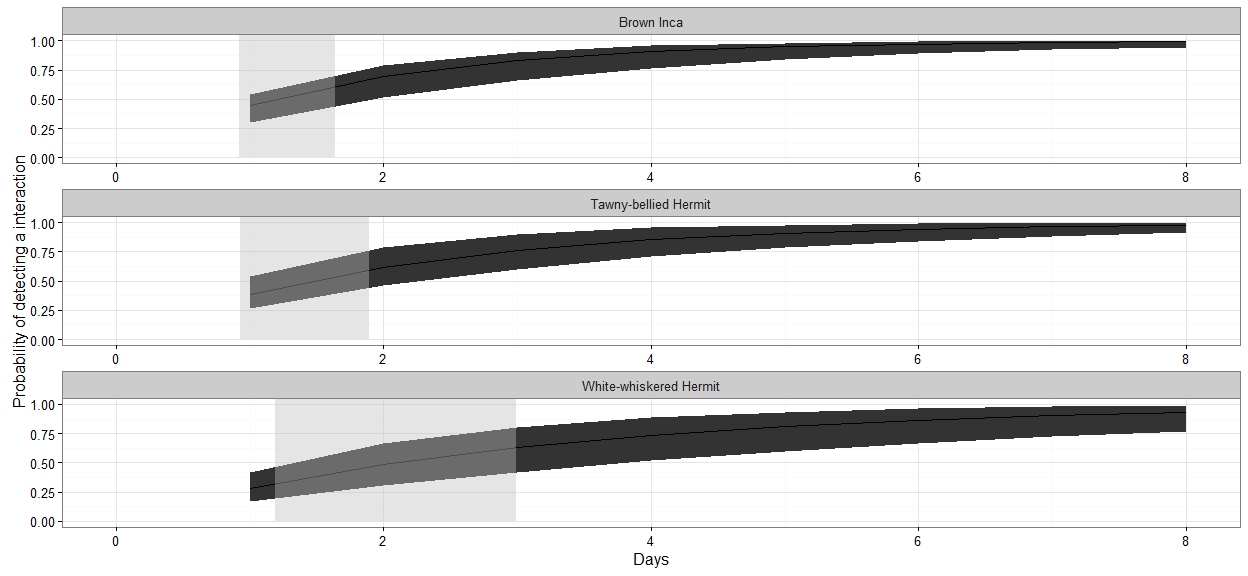 Probability of detecting a interaction
Brown Inca
1.00
0.75
0.50
0.25
0.00
0 2 4 6 8
Tawny-bellied Hermit
1.00
0.75
0.50
0.25
0.00
0 2 4 6 8
White-whiskered Hermit
1.00
0.75
0.50
0.25
0.00
0 2 4 6 8
Days